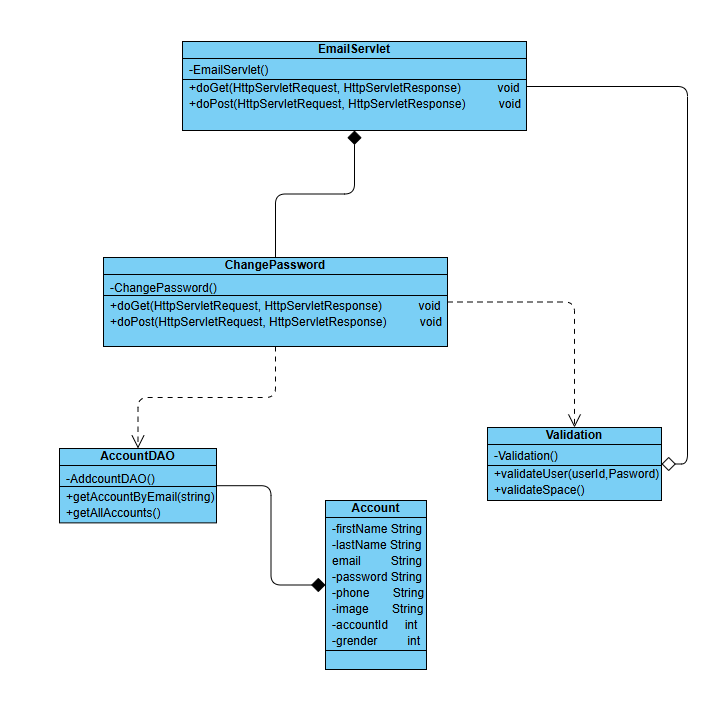 EmailServlet
-EmailServlet()
+doGet(HttpServletRequest, HttpServletResponse) void
+doPost(HttpServletRequest, HttpServletResponse) void
ChangePassword
-ChangePassword()
+doGet(HttpServletRequest, HttpServletResponse) void
+doPost(HttpServletRequest, HttpServletResponse) void
AccountDAO
-AddcountDAO()
+getAccountByEmail(string)
+getAllAccounts()
Validation
-Validation()
+validateUser(userId,Pasword)
+validateSpace()
Account
-firstName String
-lastName String
email String
-password String
-phone String
-image String
-accountId int
-grender int